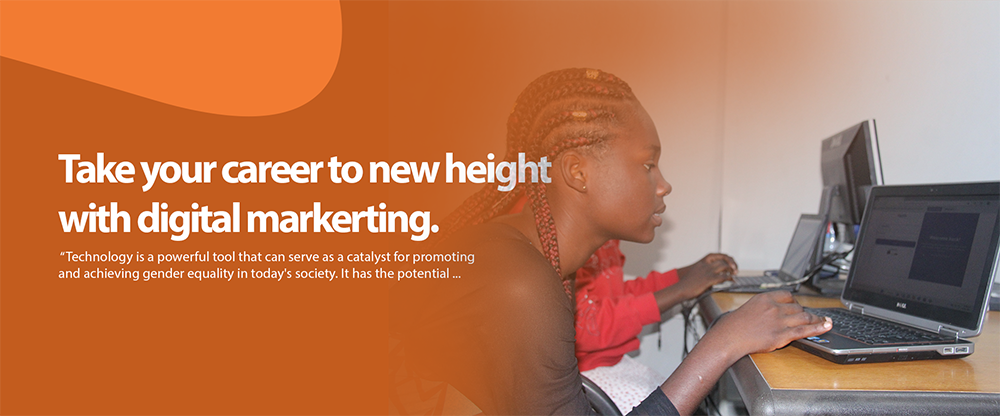 Take your career to new height
with digital markerting.
“Technology is a powerful tool that can serve as a catalyst for promoting
and achieving gender equality in today's society. It has the potential ...